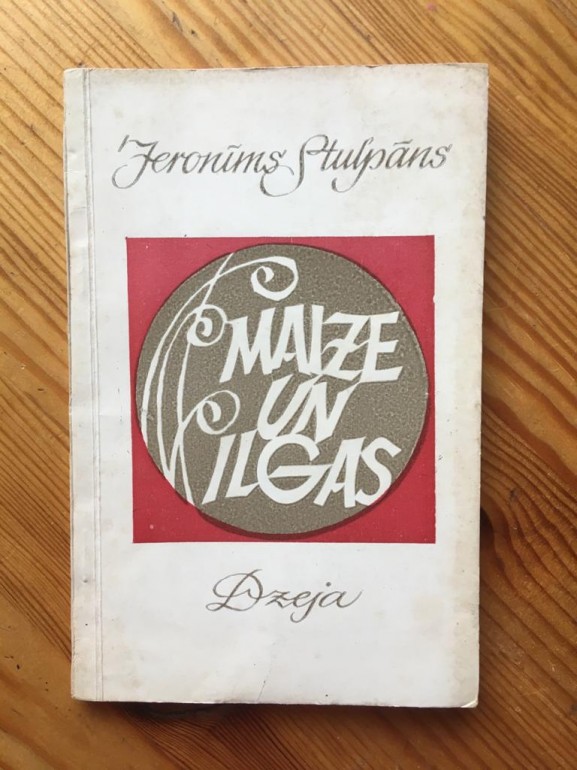 Jeronīms Stulpāns
MAIZE
UN
ILGAS
Dzeja